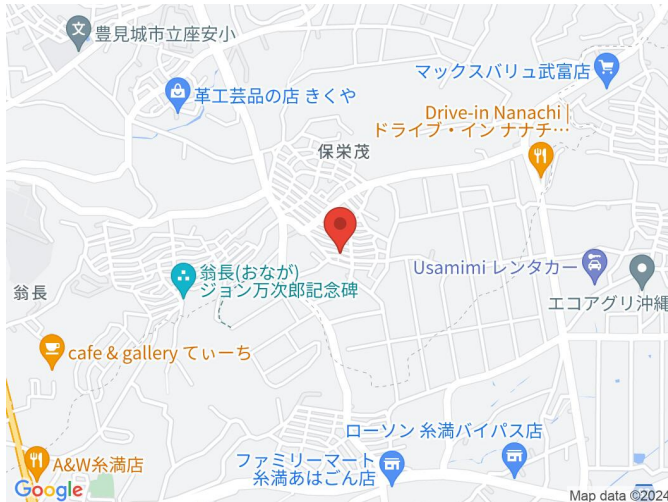 豊見城市立座安小
マックスバリュ武富店
革工芸品の店 きくや
Drive-in Nanachi |
ドライブ・イン ナナチ…
保栄茂
翁長(おなが)
ジョン万次郎記念碑
Usamimi レンタカー
翁長
エコアグリ沖縄
cafe & gallery てぃーち
ローソン 糸満バイパス店
ファミリーマート
糸満あはごん店
A&W糸満店
Google
Map data ©2024